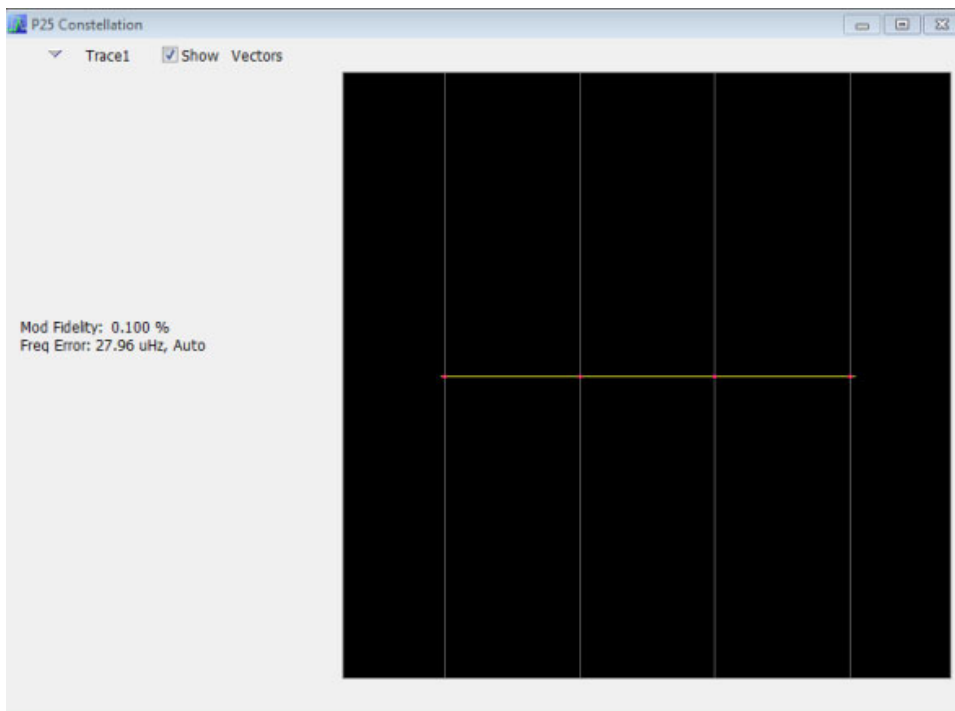 P25 Constellation
Trace1 Show Vectors
Mod Fidelity: 0.100 %
Freq Error: 27.96 uHz, Auto